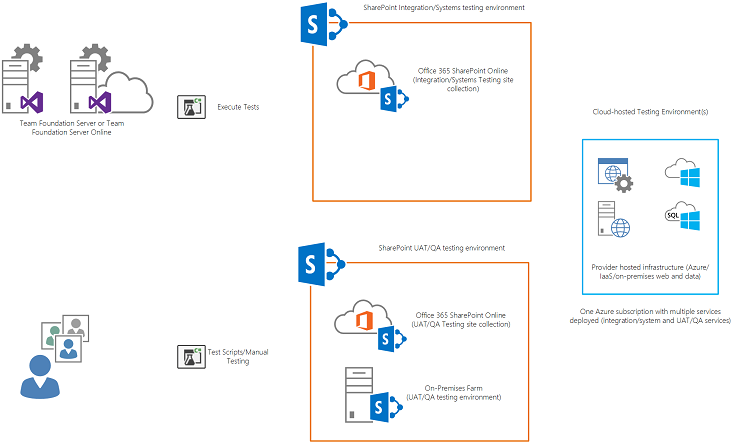 SharePoint Integration/Systems testing environment
Office 365 SharePoint Online
(Integration/Systems Testing site
collection)
Team Foundation Server or Team
Foundation Server Online
Execute Tests
Cloud-hosted Testing Environment(s)
SQL
Provider hosted infrastructure (Azure/
IaaS/on-premises web and data)
One Azure subscription with multiple services
deployed (integration/system and UAT/QA services)
SharePoint UAT/QA testing environment
Office 365 SharePoint Online
(UAT/QA Testing site collection)
Test Scripts/Manual
Testing
On-Premises Farm
(UAT/QA testing environment)